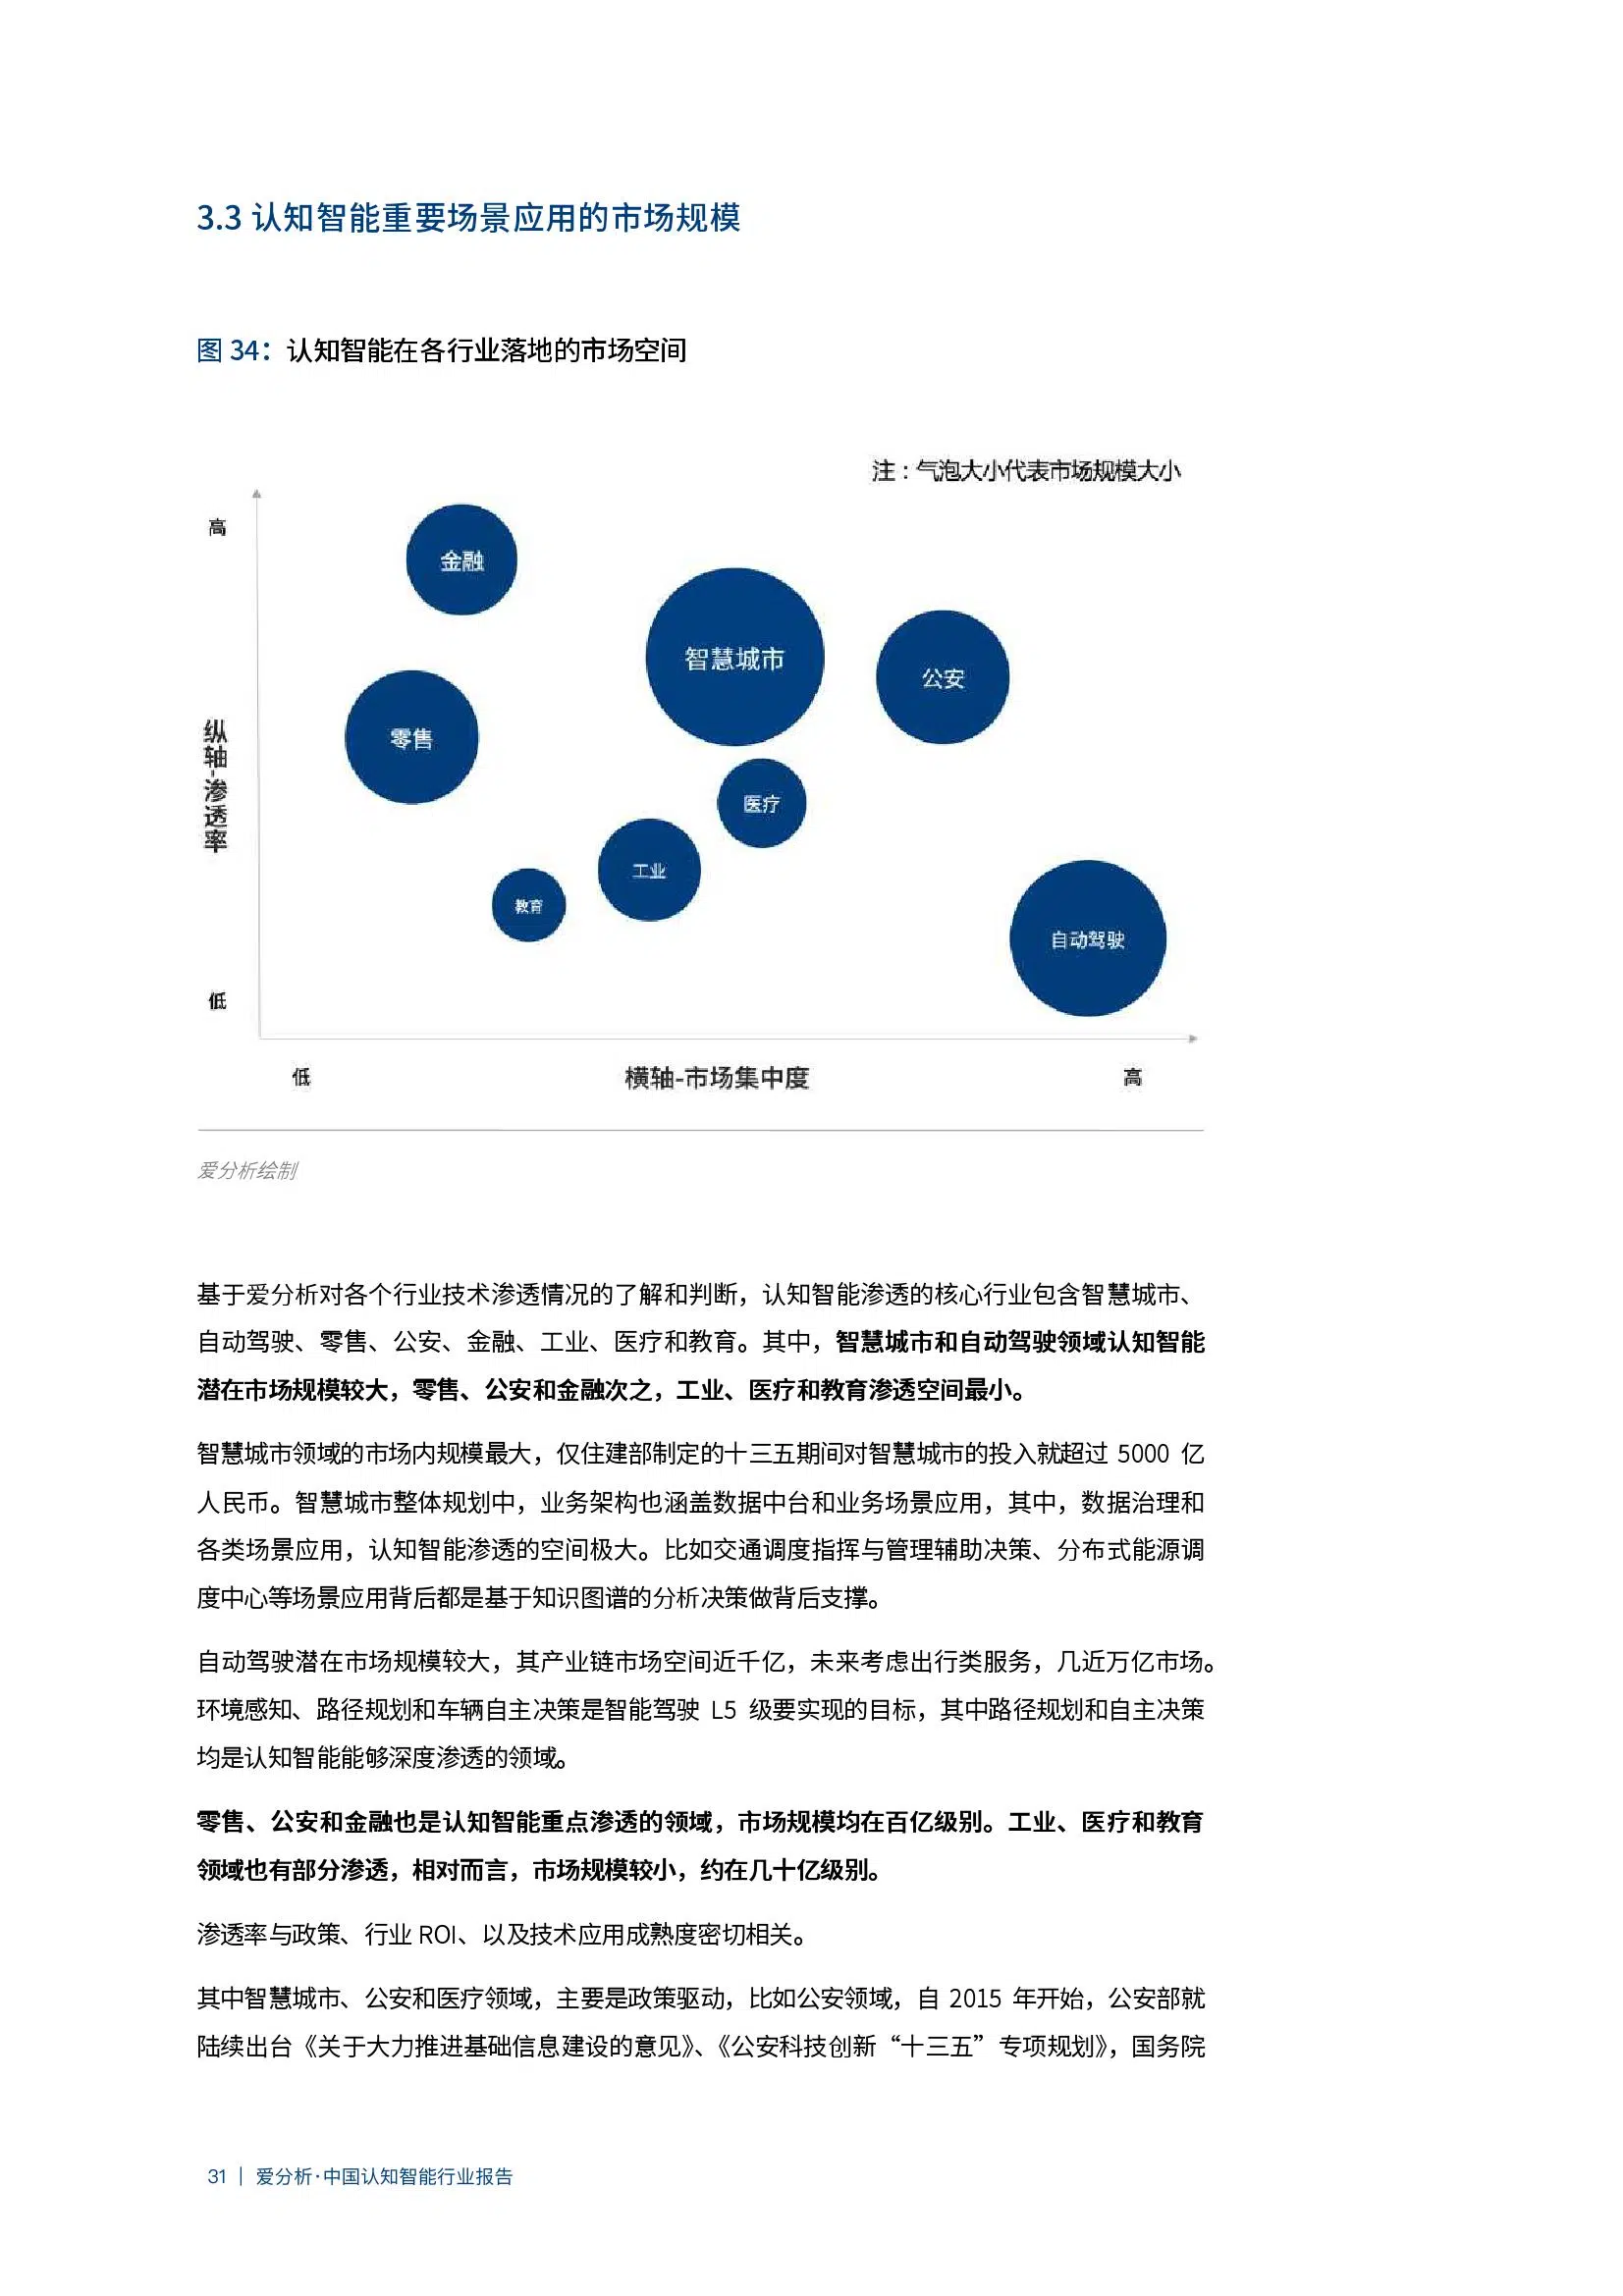 3.3 认知智能重要场景应用的市场规模
图 34：认知智能在各行业落地的市场空间
注：气泡大小代表市场规模大小
高
金融
智慧城市
公安
零售
纵轴-渗透率
医疗
工业
教育
自动驾驶
低
低
横轴-市场集中度
高
爱分析绘制
基于爱分析对各个行业技术渗透情况的了解和判断，认知智能渗透的核心行业包含智慧城市、
自动驾驶、零售、公安、金融、工业、医疗和教育。其中，智慧城市和自动驾驶领域认知智能
潜在市场规模较大，零售、公安和金融次之，工业、医疗和教育渗透空间最小。
智慧城市领域的市场内规模最大，仅住建部制定的十三五期间对智慧城市的投入就超过 5000 亿
人民币。智慧城市整体规划中，业务架构也涵盖数据中台和业务场景应用，其中，数据治理和
各类场景应用，认知智能渗透的空间极大。比如交通调度指挥与管理辅助决策、分布式能源调
度中心等场景应用背后都是基于知识图谱的分析决策做背后支撑。
自动驾驶潜在市场规模较大，其产业链市场空间近千亿，未来考虑出行类服务，几近万亿市场。
环境感知、路径规划和车辆自主决策是智能驾驶 L5 级要实现的目标，其中路径规划和自主决策
均是认知智能能够深度渗透的领域。
零售、公安和金融也是认知智能重点渗透的领域，市场规模均在百亿级别。工业、医疗和教育
领域也有部分渗透，相对而言，市场规模较小，约在几十亿级别。
渗透率与政策、行业 ROI、以及技术应用成熟度密切相关。
其中智慧城市、公安和医疗领域，主要是政策驱动，比如公安领域，自 2015 年开始，公安部就
陆续出台《关于大力推进基础信息建设的意见》、《公安科技创新“十三五”专项规划》，国务院
31 | 爱分析·中国认知智能行业报告